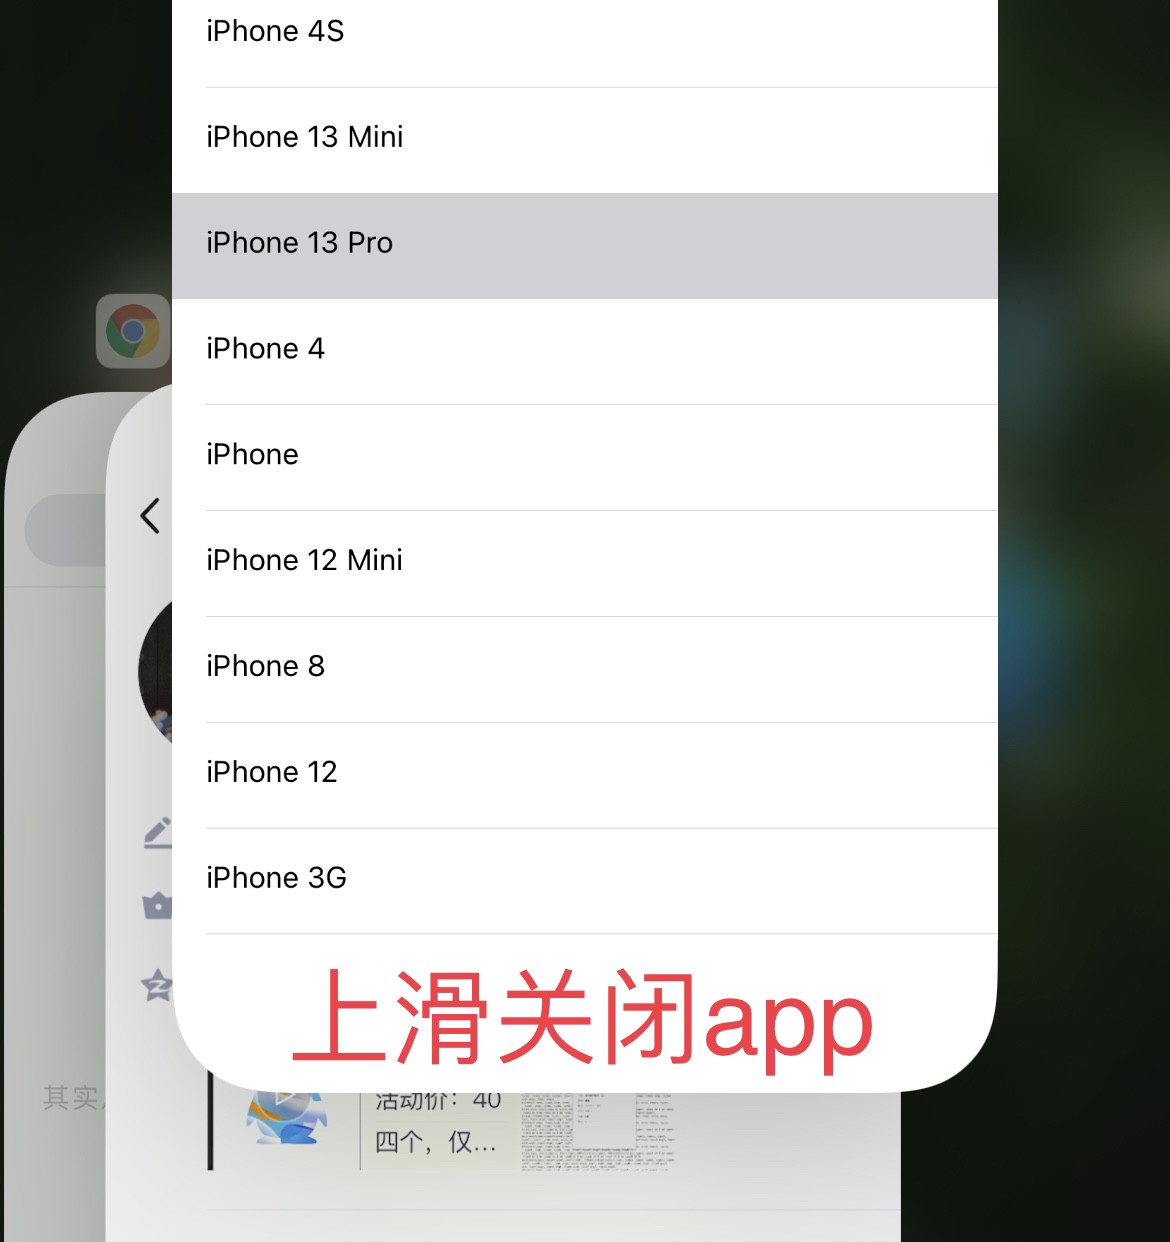 iPhone 4S
iPhone 13 Mini
iPhone 13 Pro
iPhone 4
iPhone
iPhone 12 Mini
iPhone 8
iPhone 12
iPhone 3G
上滑关闭app
其实
活动价：40
四个，仅...